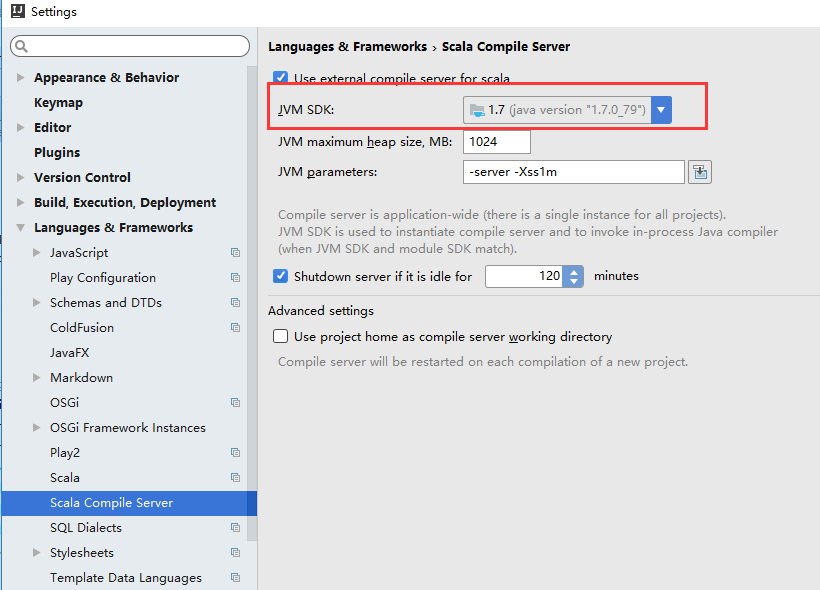 IJ Settings
Languages & Frameworks › Scala Compile Server
Appearance & Behavior
Keymap
Editor
Plugins
Version Control
Build, Execution, Deployment
Languages & Frameworks
JavaScript
Play Configuration
Schemas and DTDs
ColdFusion
JavaFX
Markdown
OSGi
OSGi Framework Instances
Play2
Scala
Scala Compile Server
SQL Dialects
Stylesheets
Template Data Languages
Use external compile server for scala
JVM SDK: 1.7 (java version "1.7.0_79")
JVM maximum heap size, MB: 1024
JVM parameters: -server -Xss1m
Compile server is application-wide (there is a single instance for all projects).
JVM SDK is used to instantiate compile server and to invoke in-process Java compiler
(when JVM SDK and module SDK match).
Shutdown server if it is idle for 120 minutes
Advanced settings
Use project home as compile server working directory
Compile server will be restarted on each compilation of a new project.